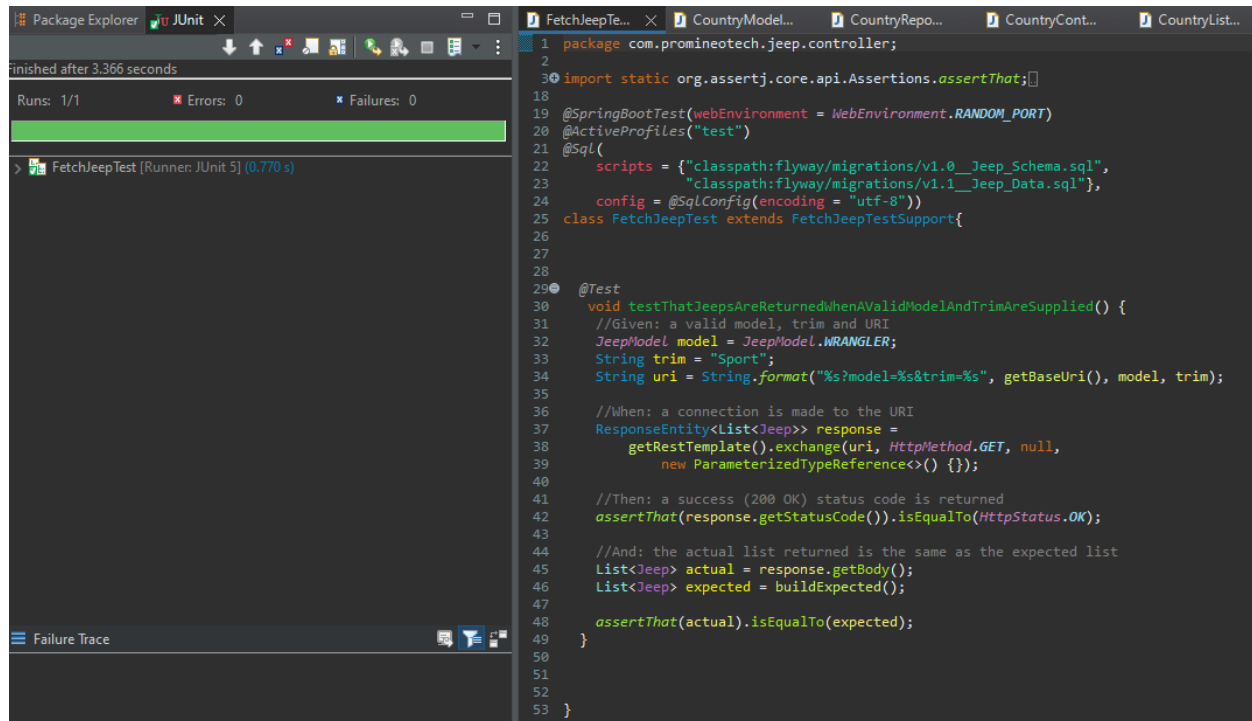 Package Explorer JUnit
Finished after 3.366 seconds
Runs: 1/1 Errors: 0 Failures: 0
FetchJeepTest [Runner: JUnit 5] (0.770 s)
Failure Trace
FetchJeepTe... CountryModel... CountryRepo... CountryCont... CountryList...
1 package com.promineotech.jeep.controller;
2
3 import static org.assertj.core.api.Assertions.assertThat;
18
19 @SpringBootTest(webEnvironment = WebEnvironment.RANDOM_PORT)
20 @ActiveProfiles("test")
21 @Sql(
22 scripts = {"classpath:flyway/migrations/v1.0__Jeep_Schema.sql",
23 "classpath:flyway/migrations/v1.1__Jeep_Data.sql"},
24 config = @SqlConfig(encoding = "utf-8"))
25 class FetchJeepTest extends FetchJeepTestSupport{
26
27
28
29 @Test
30 void testThatJeepsAreReturnedWhenAValidModelAndTrimAreSupplied() {
31 //Given: a valid model, trim and URI
32 JeepModel model = JeepModel.WRANGLER;
33 String trim = "Sport";
34 String uri = String.format("%s?model=%s&trim=%s", getBaseUri(), model, trim);
35
36 //When: a connection is made to the URI
37 ResponseEntity<List<Jeep>> response =
38 getRestTemplate().exchange(uri, HttpMethod.GET, null,
39 new ParameterizedTypeReference<>() {});
40
41 //Then: a success (200 OK) status code is returned
42 assertThat(response.getStatusCode()).isEqualTo(HttpStatus.OK);
43
44 //And: the actual list returned is the same as the expected list
45 List<Jeep> actual = response.getBody();
46 List<Jeep> expected = buildExpected();
47
48 assertThat(actual).isEqualTo(expected);
49 }
50
51
52
53 }